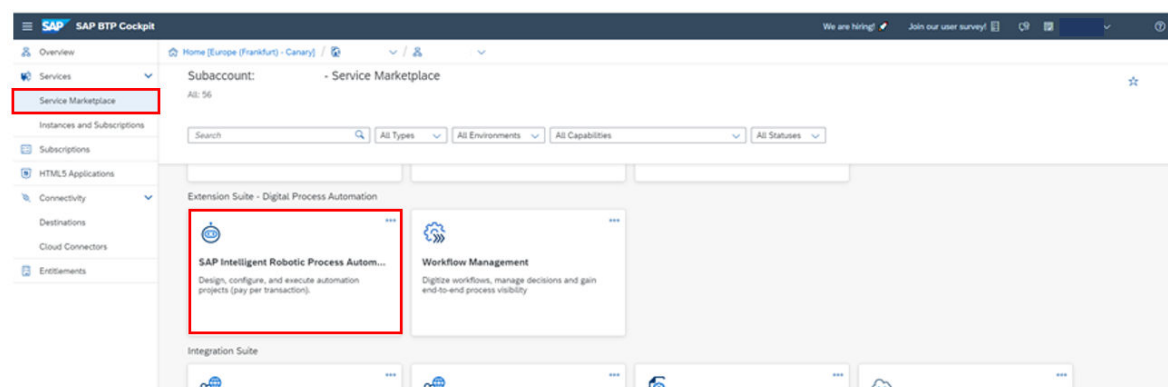 SAP SAP BTP Cockpit
We are hiring!
Join our user survey!
Overview
Home [Europe (Frankfurt) - Canary] / /
Services
Subaccount: - Service Marketplace
All: 56
Service Marketplace
Instances and Subscriptions
Search
All Types
All Environments
All Capabilities
All Statuses
Subscriptions
HTML5 Applications
Connectivity
Extension Suite - Digital Process Automation
Destinations
Cloud Connectors
Entitlements
SAP Intelligent Robotic Process Autom...
Design, configure, and execute automation
projects (pay per transaction).
Workflow Management
Digitize workflows, manage decisions and gain
end-to-end process visibility
Integration Suite